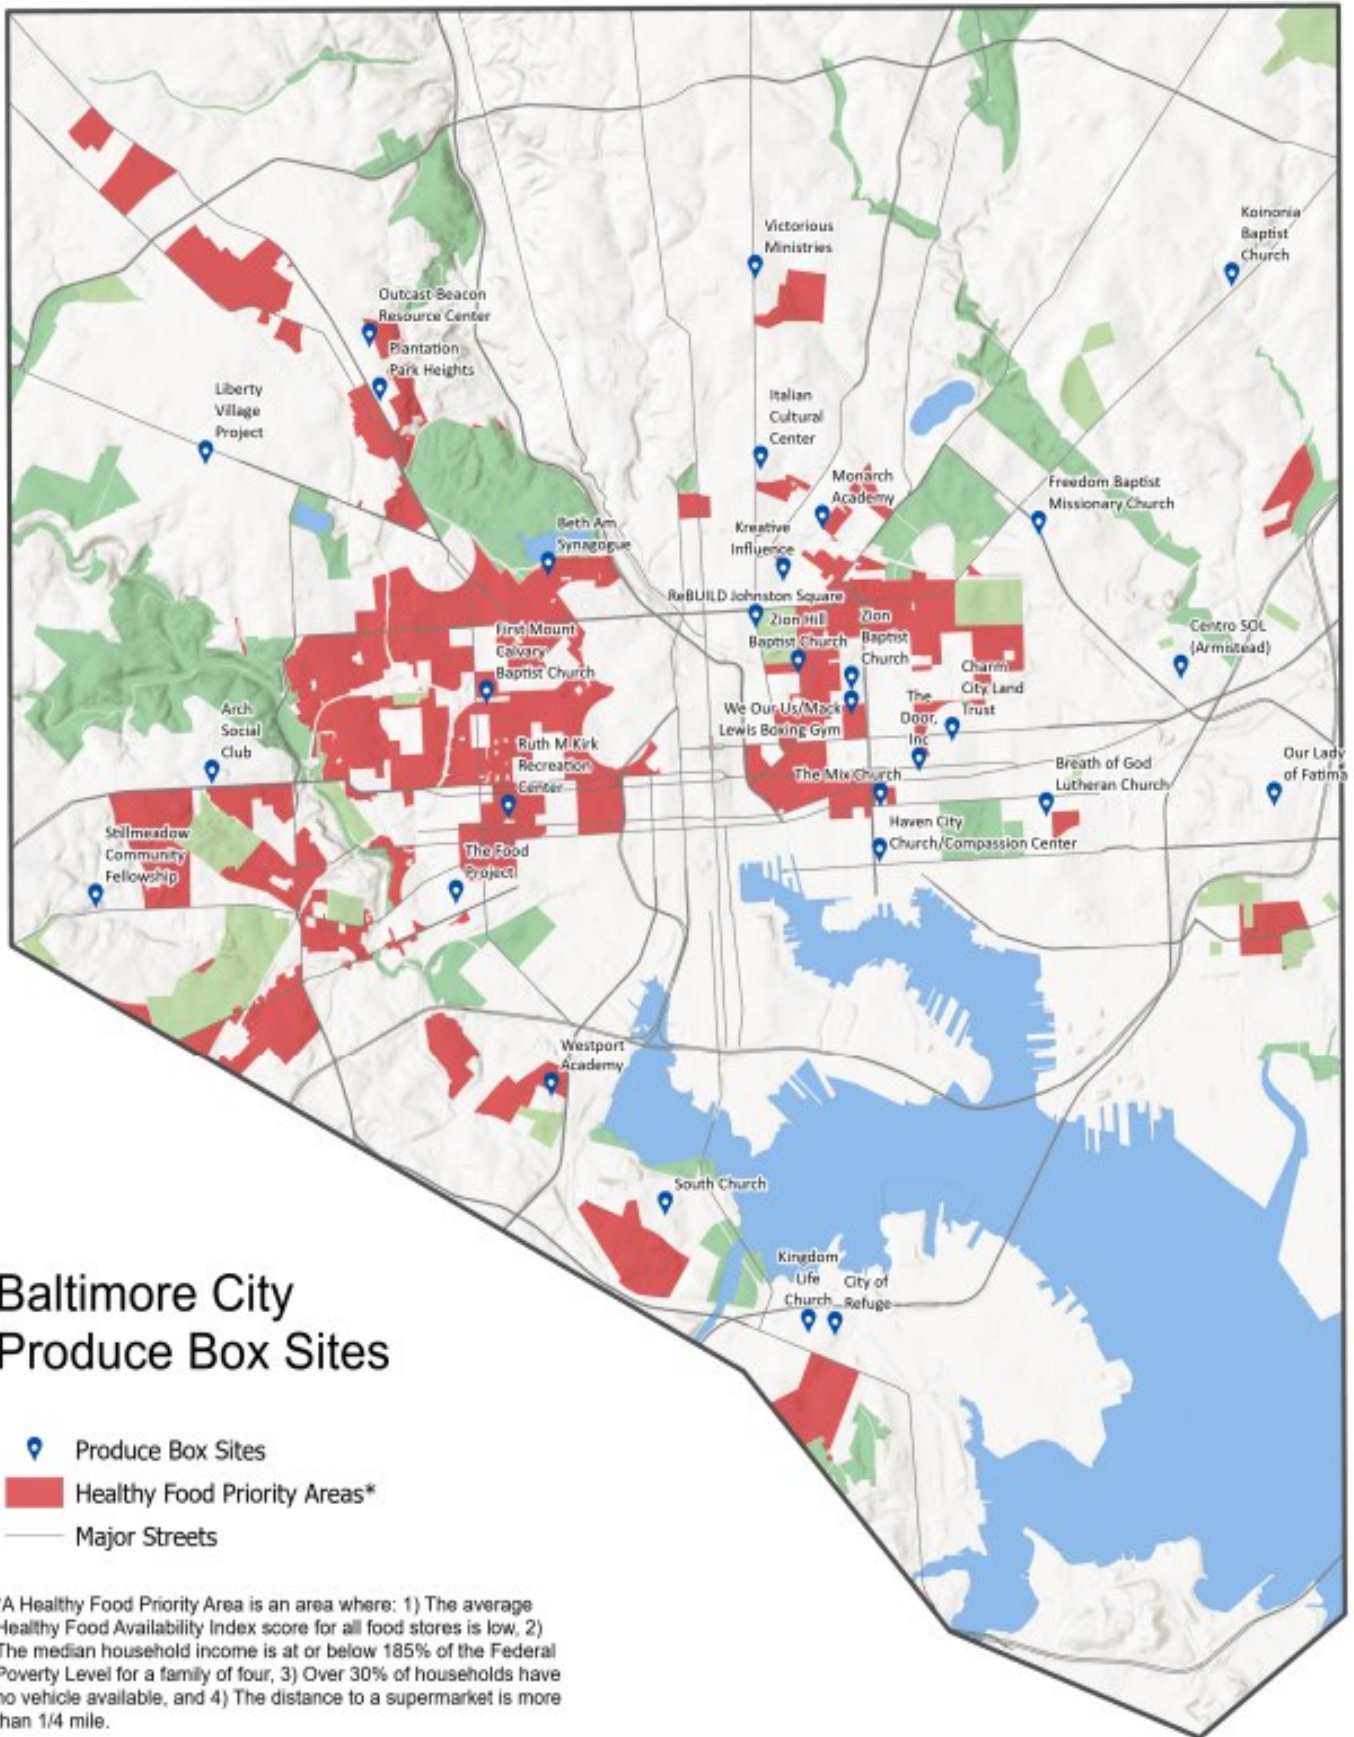 Victorious
Ministries
Koinonia
Baptist
Church
Outcast Beacon
Resource Center
Plantation
Park Heights
Liberty
Village
Project
Italian
Cultural
Center
Monarch
Academy
Freedom Baptist
Missionary Church
Beth Am
Synagogue
Kreative
Influence
ReBUILD Johnston Square
Zion Hill
Baptist Church
Zion
Baptist
Church
First Mount
Calvary
Baptist Church
Centro SOL
(Armistead)
Charm
City Land
Trust
The
Door,
Inc
We Our Us/Mack
Lewis Boxing Gym
Arch
Social
Club
Ruth M Kirk
Recreation
Center
The Mix Church
Breath of God
Lutheran Church
Our Lady
of Fatima
Stillmeadow
Community
Fellowship
The Food
Project
Haven City
Church/Compassion Center
Westport
Academy
South Church
Kingdom
Life
Church
City of
Refuge
Baltimore City
Produce Box Sites
Produce Box Sites
Healthy Food Priority Areas*
Major Streets
*A Healthy Food Priority Area is an area where: 1) The average
Healthy Food Availability Index score for all food stores is low, 2)
The median household income is at or below 185% of the Federal
Poverty Level for a family of four, 3) Over 30% of households have
no vehicle available, and 4) The distance to a supermarket is more
than 1/4 mile.